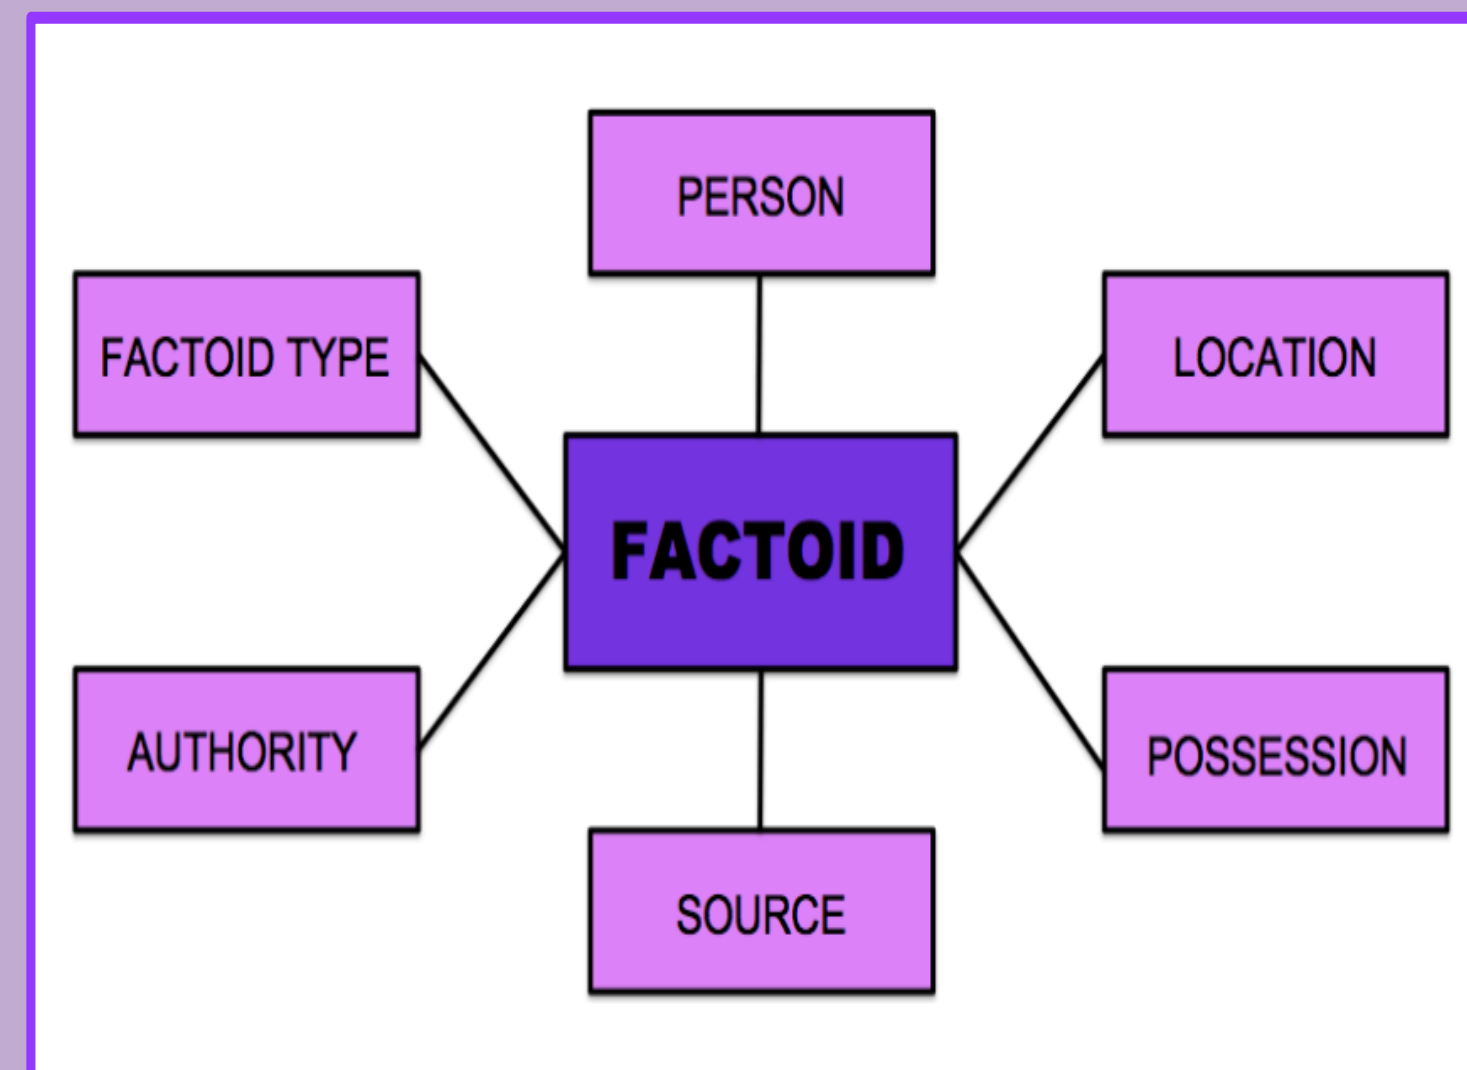 PERSON
FACTOID TYPE
LOCATION
FACTOID
AUTHORITY
POSSESSION
SOURCE